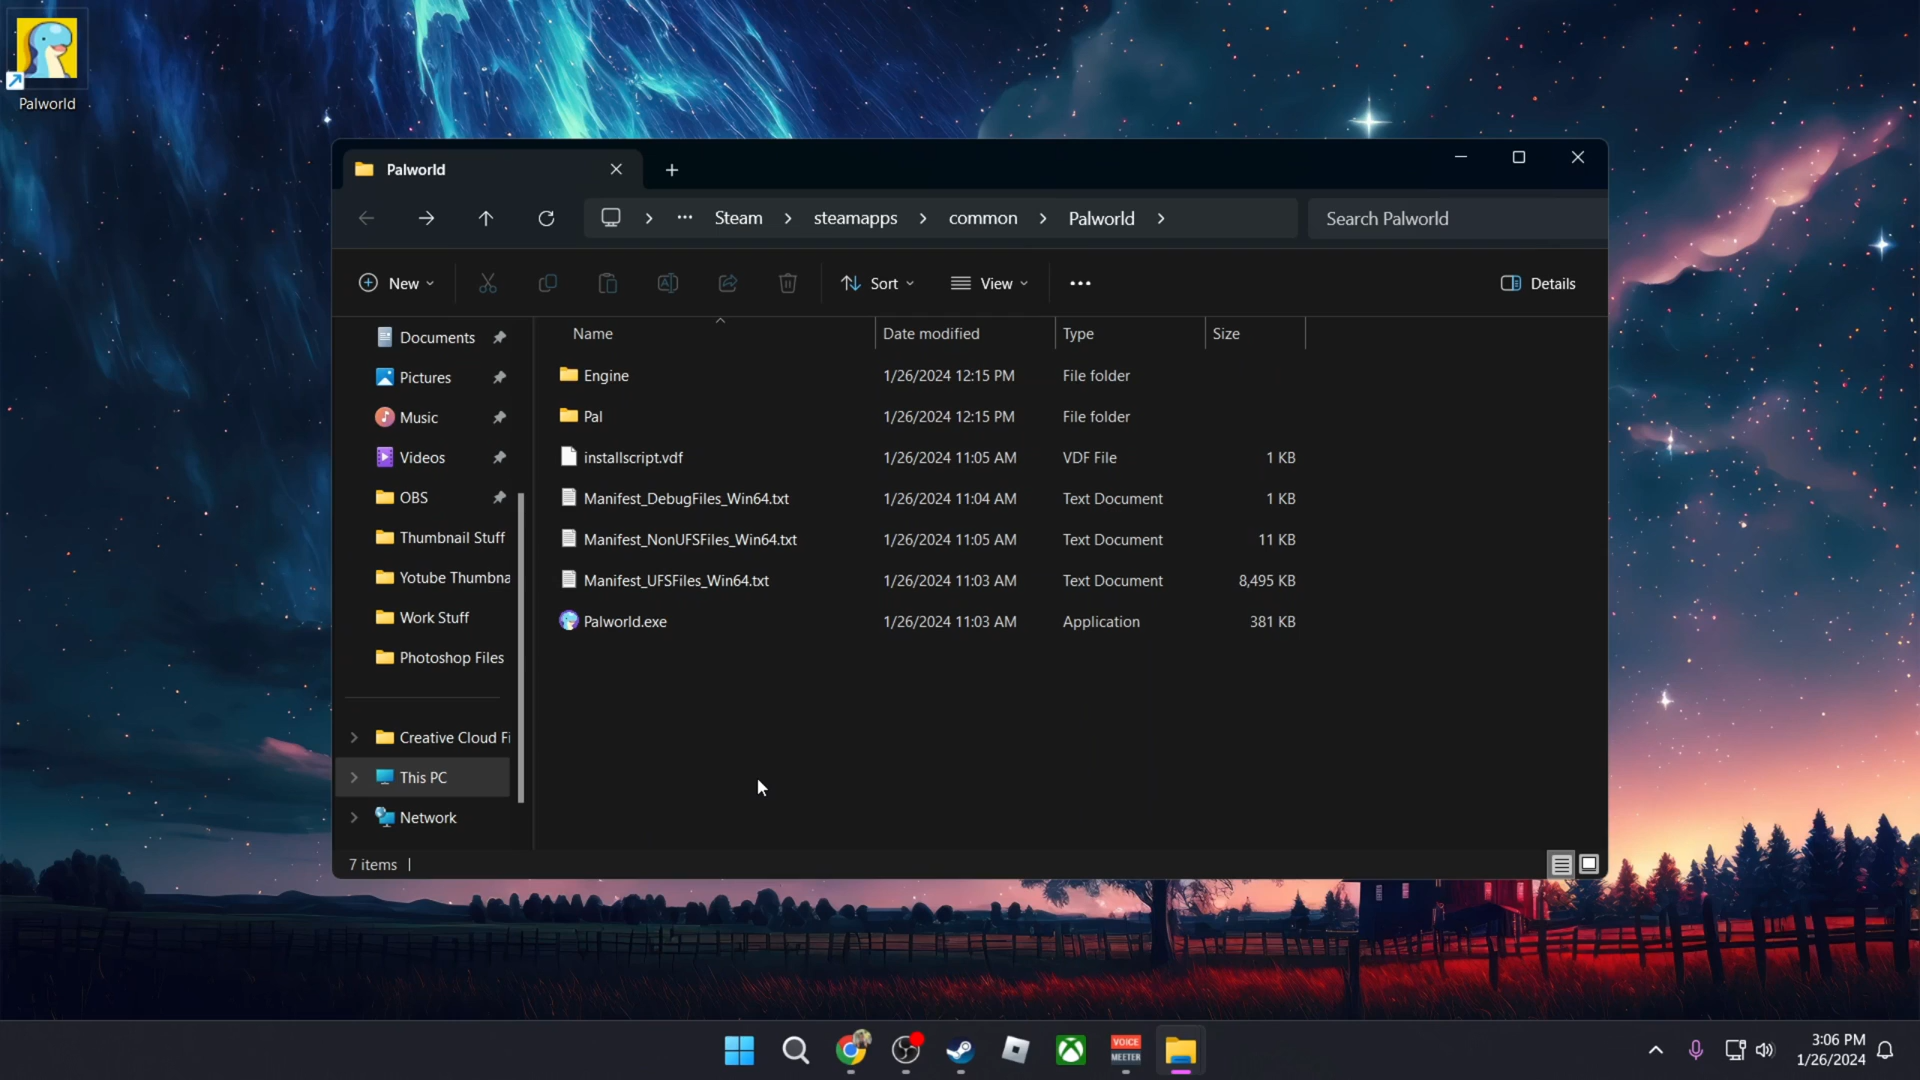 Palworld
Palworld
Steam
steamapps
common
Palworld
Search Palworld
New
Sort
View
Details
Documents
Pictures
Music
Videos
OBS
Thumbnail Stuff
Yotube Thumbna
Work Stuff
Photoshop Files
Creative Cloud Fi
This PC
Network
Name Date modified Type Size
Engine 1/26/2024 12:15 PM File folder
Pal 1/26/2024 12:15 PM File folder
installscript.vdf 1/26/2024 11:05 AM VDF File 1 KB
Manifest_DebugFiles_Win64.txt 1/26/2024 11:04 AM Text Document 1 KB
Manifest_NonUFSFiles_Win64.txt 1/26/2024 11:05 AM Text Document 11 KB
Manifest_UFSFiles_Win64.txt 1/26/2024 11:03 AM Text Document 8,495 KB
Palworld.exe 1/26/2024 11:03 AM Application 381 KB
7 items
VOICE
MEETER
3:06 PM
1/26/2024